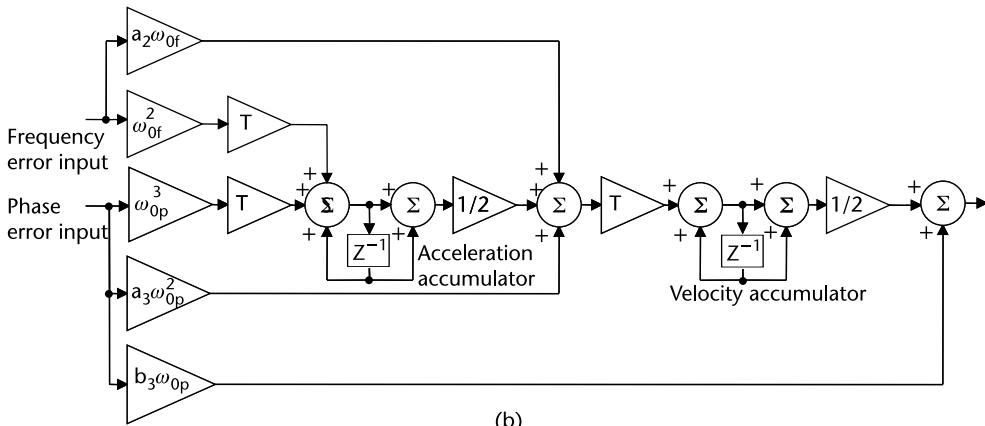 a₂ω₀f
ω₀f²
T
Frequency
error input
ω₀p³
T
Phase
error input
+
+
+
Σ
+
+
Σ
1/2
+
+
+
Σ
T
+
+
Σ
+
+
Σ
1/2
+
+
Σ
Z⁻¹
Acceleration
accumulator
Z⁻¹
Velocity accumulator
a₃ω₀p²
b₃ω₀p
(b)